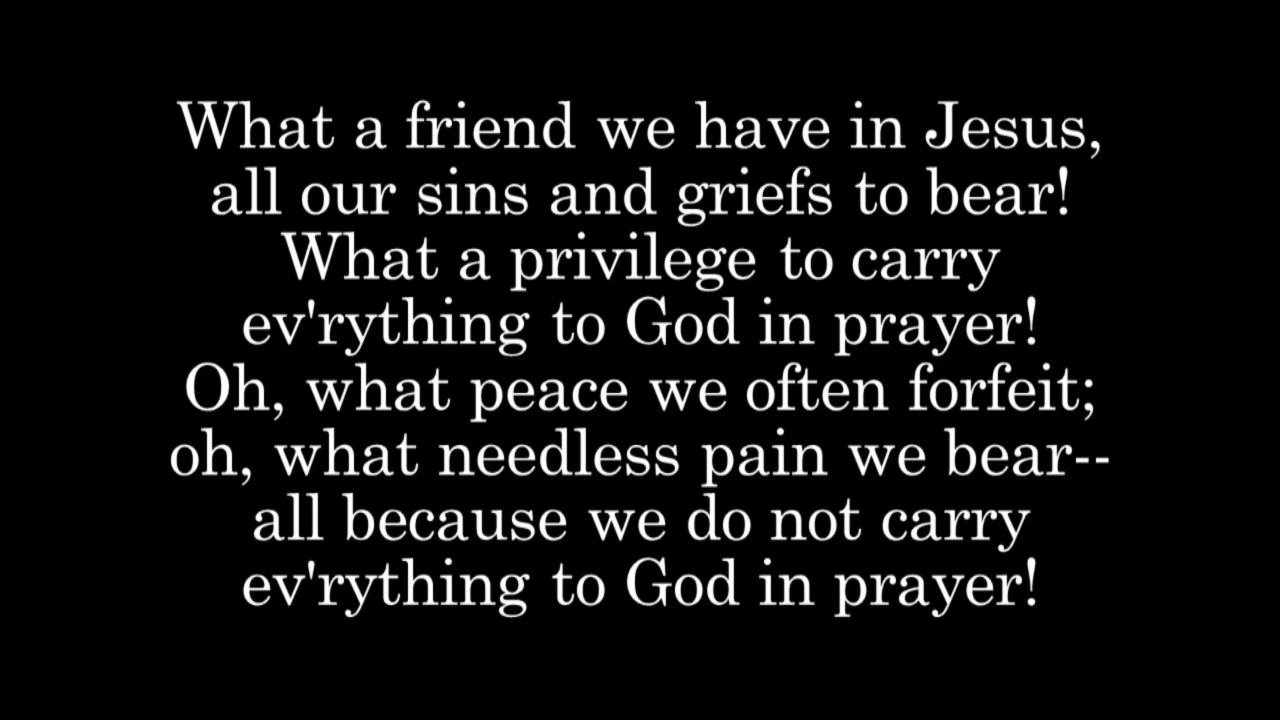 What a friend we have in Jesus,
all our sins and griefs to bear!
What a privilege to carry
ev'rything to God in prayer!
Oh, what peace we often forfeit;
oh, what needless pain we bear--
all because we do not carry
ev'rything to God in prayer!